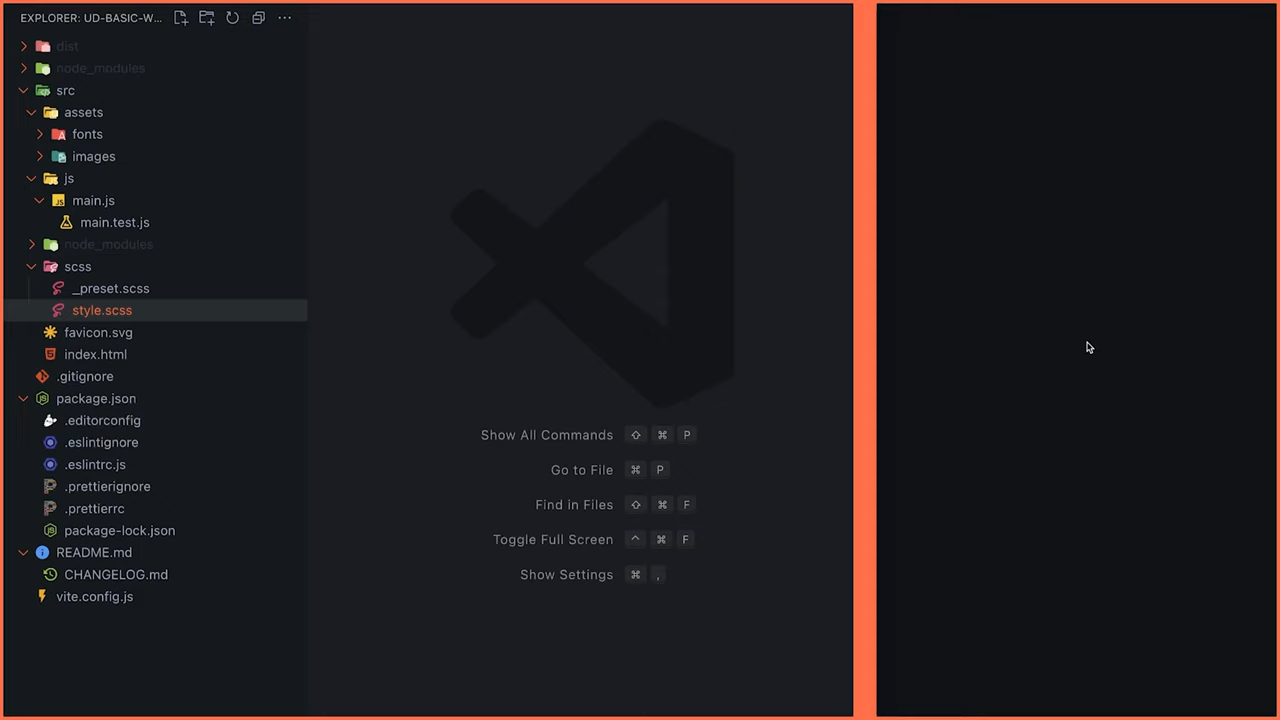 EXPLORER: UD-BASIC-W...
dist
node_modules
src
assets
fonts
images
js
main.js
main.test.js
node_modules
scss
_preset.scss
style.scss
favicon.svg
index.html
.gitignore
package.json
.editorconfig
.eslintignore
.eslintrc.js
.prettierignore
.prettierrc
package-lock.json
README.md
CHANGELOG.md
vite.config.js
Show All Commands ⇧ ⌘ P
Go to File ⌘ P
Find in Files ⇧ ⌘ F
Toggle Full Screen ^ ⌘ F
Show Settings ⌘ ,